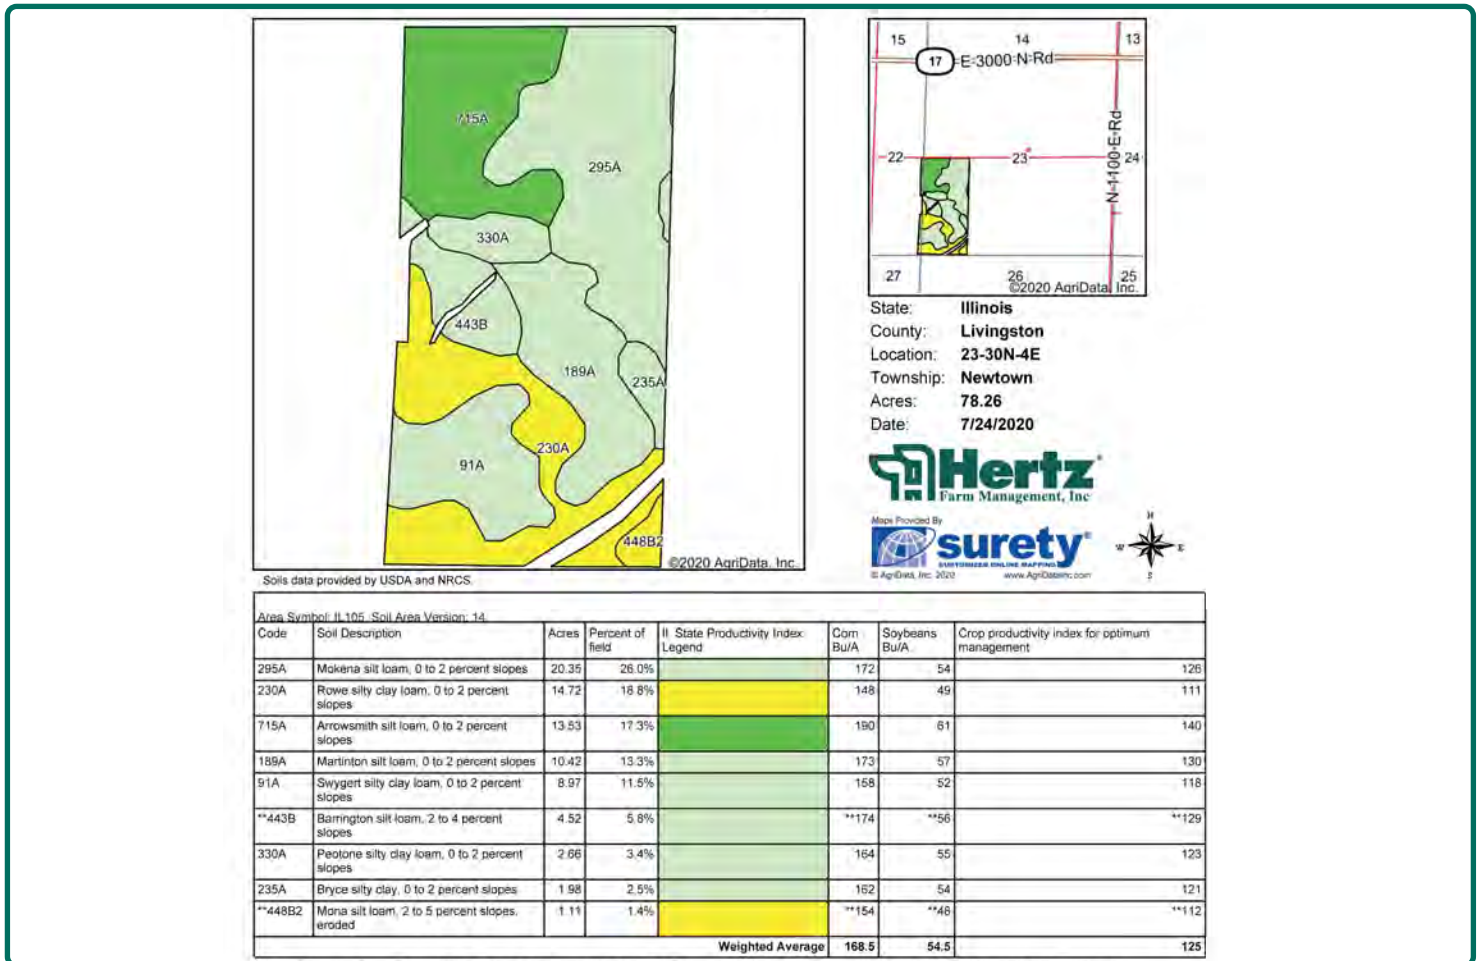 715A
295A
330A
443B
189A
235A
230A
91A
448B2
©2020 AgriData, Inc.
Soils data provided by USDA and NRCS.
15
14
13
17
E 3000 N Rd
22
23
24
N 1100 E Rd
27
26
25
©2020 AgriData, Inc.
State: Illinois
County: Livingston
Location: 23-30N-4E
Township: Newtown
Acres: 78.26
Date: 7/24/2020
Hertz
Farm Management, Inc
Maps Provided By
surety®
CUSTOMIZED ONLINE MAPPING
© AgriData, Inc. 2020 www.AgriDataInc.com
N
W E
S
Area Symbol: IL105, Soil Area Version: 14
Code Soil Description Acres Percent of field II. State Productivity Index Legend Corn Bu/A Soybeans Bu/A Crop productivity index for optimum management
295A Mokena silt loam, 0 to 2 percent slopes 20.35 26.0% 172 54 126
230A Rowe silty clay loam, 0 to 2 percent slopes 14.72 18.8% 148 49 111
715A Arrowsmith silt loam, 0 to 2 percent slopes 13.53 17.3% 190 61 140
189A Martinton silt loam, 0 to 2 percent slopes 10.42 13.3% 173 57 130
91A Swygert silty clay loam, 0 to 2 percent slopes 8.97 11.5% 158 52 118
**443B Barrington silt loam, 2 to 4 percent slopes 4.52 5.8% **174 **56 **129
330A Peotone silty clay loam, 0 to 2 percent slopes 2.66 3.4% 164 55 123
235A Bryce silty clay, 0 to 2 percent slopes 1.98 2.5% 162 54 121
**448B2 Mona silt loam, 2 to 5 percent slopes, eroded 1.11 1.4% **154 **48 **112
Weighted Average 168.5 54.5 125